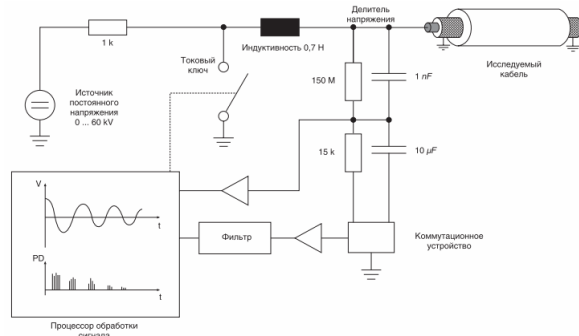 Делитель
напряжения
1 k
Индуктивность 0,7 H
Токовый
ключ
150 M
1 nF
Исследуемый
кабель
Источник
постоянного
напряжения
0 ... 60 kV
15 k
10 µF
V
t
PD
t
Фильтр
Коммутационное
устройство
Процессор обработки
сигнала